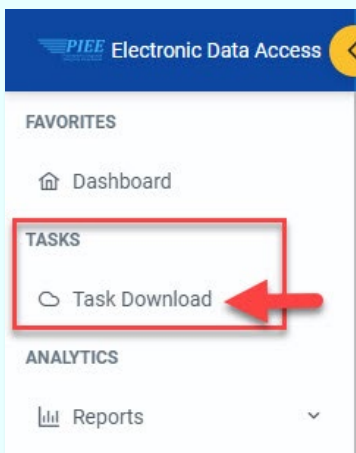 PIEE Electronic Data Access
FAVORITES
Dashboard
TASKS
Task Download
ANALYTICS
Reports